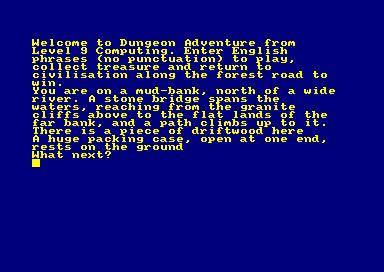 Welcome to Dungeon Adventure from
Level 9 Computing. Enter English
phrases (no punctuation) to play,
collect treasure and return to
civilisation along the forest road to
win.
You are on a mud-bank, north of a wide
river. A stone bridge spans the
waters, reaching from the granite
cliffs above to the flat lands of the
far bank, and a path climbs up to it.
There is a piece of driftwood here
A huge packing case, open at one end,
rests on the ground
What next?